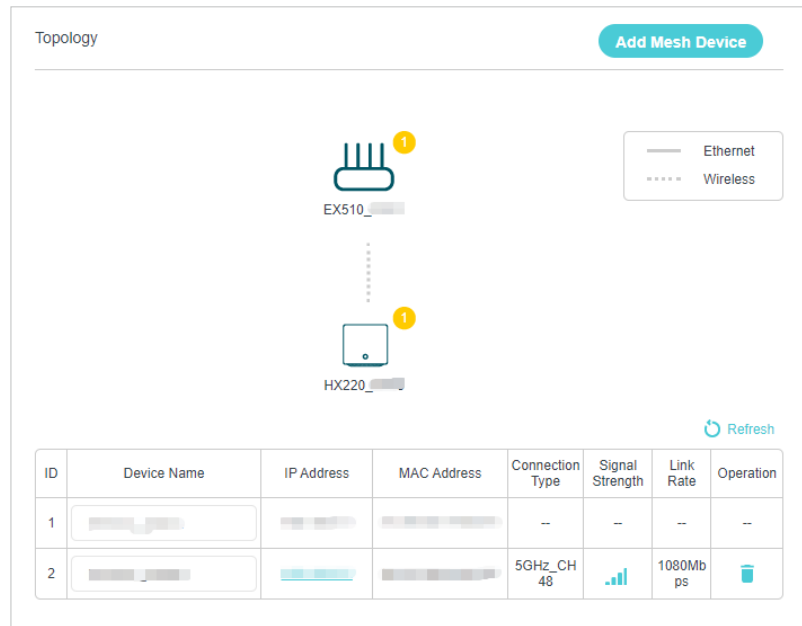 Topology
Add Mesh Device
1
Ethernet
Wireless
EX510_
1
HX220_
Refresh
ID Device Name IP Address MAC Address Connection Type Signal Strength Link Rate Operation
1 -- -- -- --
2 5GHz_CH 48 1080Mb ps